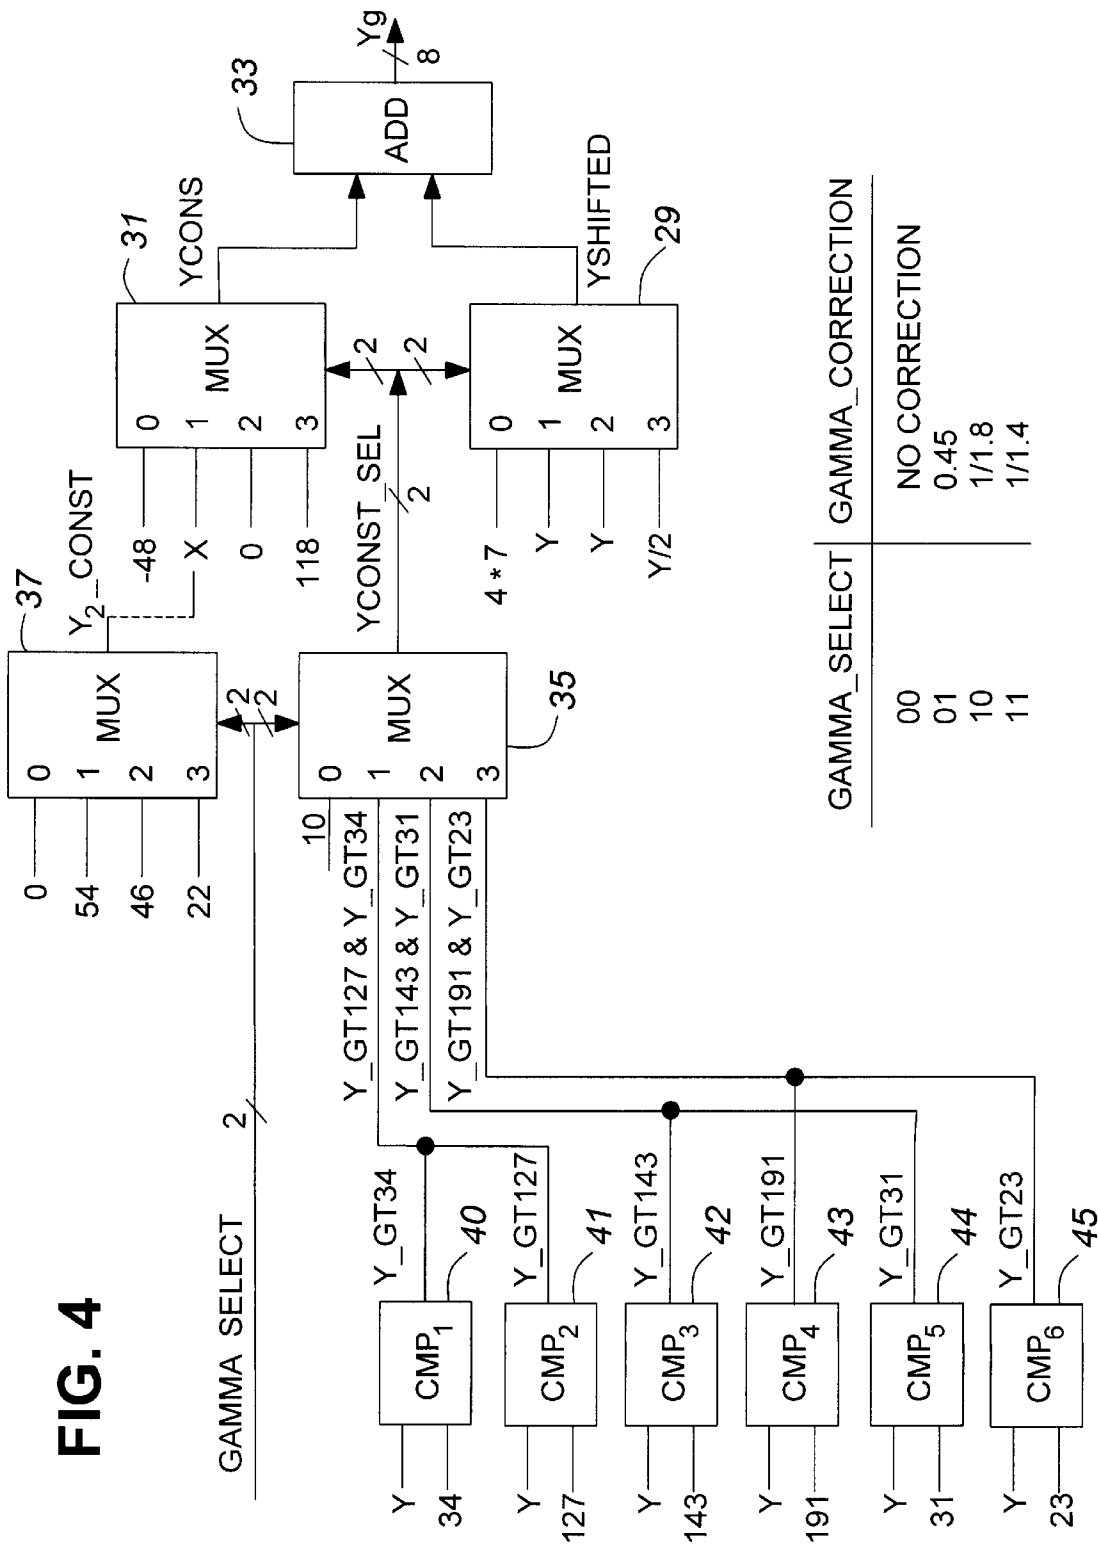 FIG. 4
GAMMA SELECT
2
0
54
46
22
0
1
2
3
MUX
37
Y2_CONST
2
2
10
Y_GT127 & Y_GT34
Y_GT143 & Y_GT31
Y_GT191 & Y_GT23
0
1
2
3
MUX
35
YCONST_SEL
2
-48
X
0
118
0
1
2
3
MUX
31
YCONS
2
2
4 * 7
Y
Y
Y/2
0
1
2
3
MUX
29
YSHIFTED
ADD
33
Yg
8
Y
34
CMP1
40
Y_GT34
Y
127
CMP2
41
Y_GT127
Y
143
CMP3
42
Y_GT143
Y
191
CMP4
43
Y_GT191
Y
31
CMP5
44
Y_GT31
Y
23
CMP6
45
Y_GT23
GAMMA_SELECT GAMMA_CORRECTION
00 NO CORRECTION
01 0.45
10 1/1.8
11 1/1.4